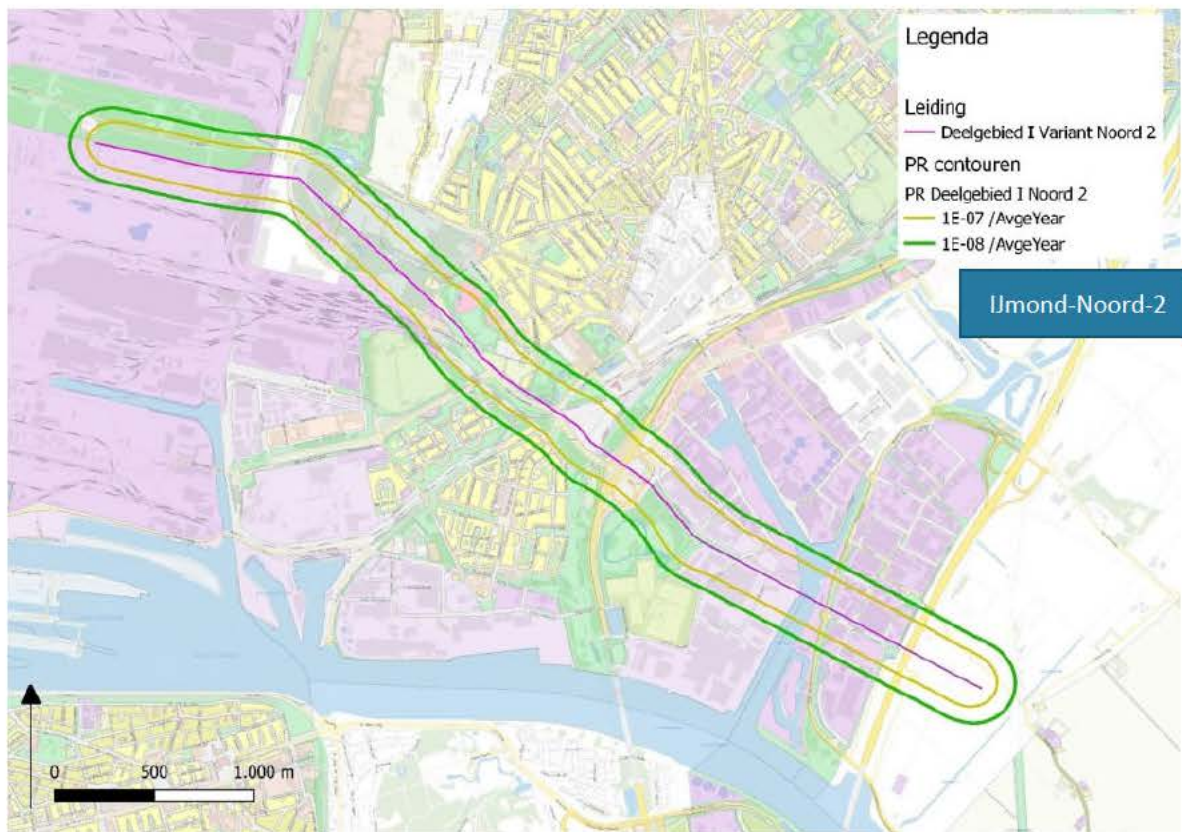 Legenda
Leiding
Deelgebied I Variant Noord 2
PR contouren
PR Deelgebied I Noord 2
1E-07 /AvgeYear
1E-08 /AvgeYear
IJmond-Noord-2
0 500 1.000 m